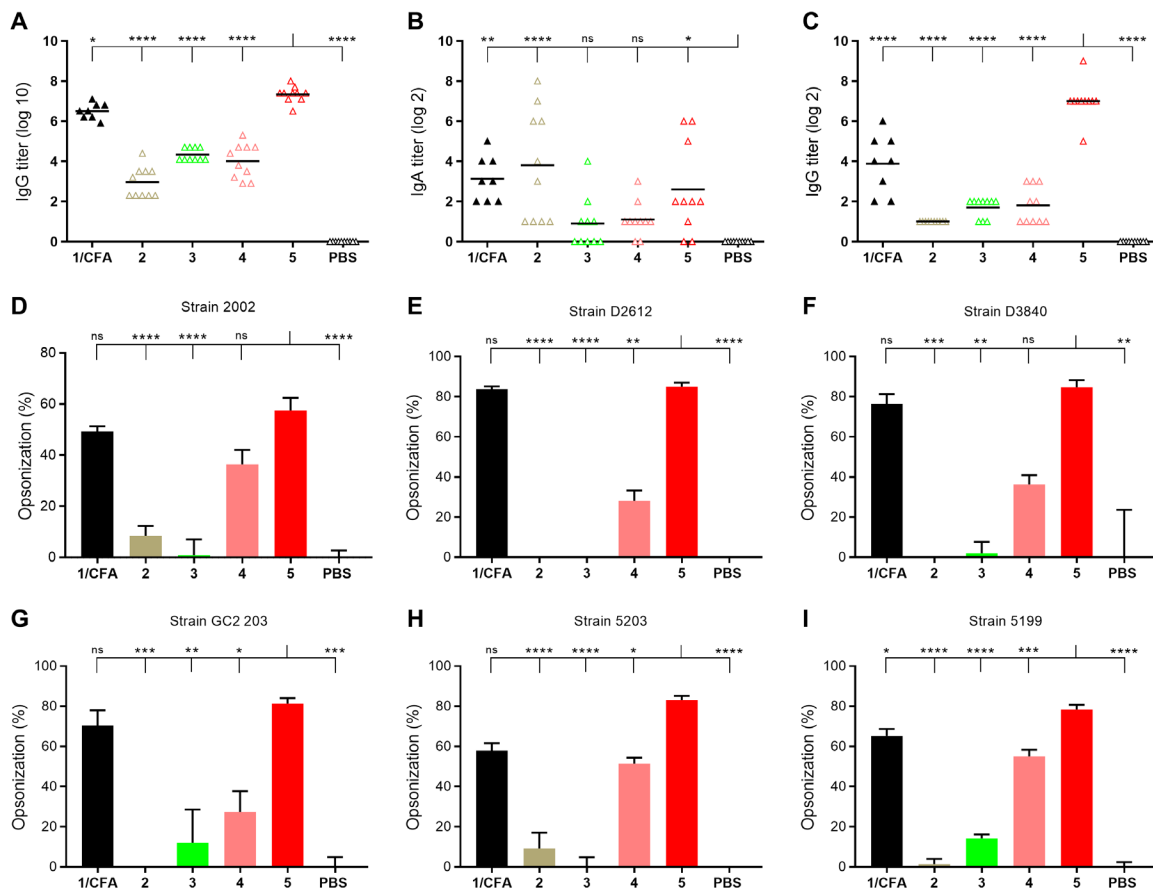 A
* **** **** **** ****
IgG titer (log 10)
10
8
6
4
2
0
1/CFA 2 3 4 5 PBS
B
** **** ns ns *
IgA titer (log 2)
10
8
6
4
2
0
1/CFA 2 3 4 5 PBS
C
**** **** **** **** ****
IgG titer (log 2)
10
8
6
4
2
0
1/CFA 2 3 4 5 PBS
D
Strain 2002
ns **** **** ns ****
Opsonization (%)
80
60
40
20
0
1/CFA 2 3 4 5 PBS
E
Strain D2612
ns **** **** ** ****
Opsonization (%)
100
80
60
40
20
0
1/CFA 2 3 4 5 PBS
F
Strain D3840
ns *** ** ns **
Opsonization (%)
100
80
60
40
20
0
1/CFA 2 3 4 5 PBS
G
Strain GC2 203
ns *** ** * ***
Opsonization (%)
100
80
60
40
20
0
1/CFA 2 3 4 5 PBS
H
Strain 5203
ns **** **** * ****
Opsonization (%)
100
80
60
40
20
0
1/CFA 2 3 4 5 PBS
I
Strain 5199
* **** **** *** ****
Opsonization (%)
100
80
60
40
20
0
1/CFA 2 3 4 5 PBS